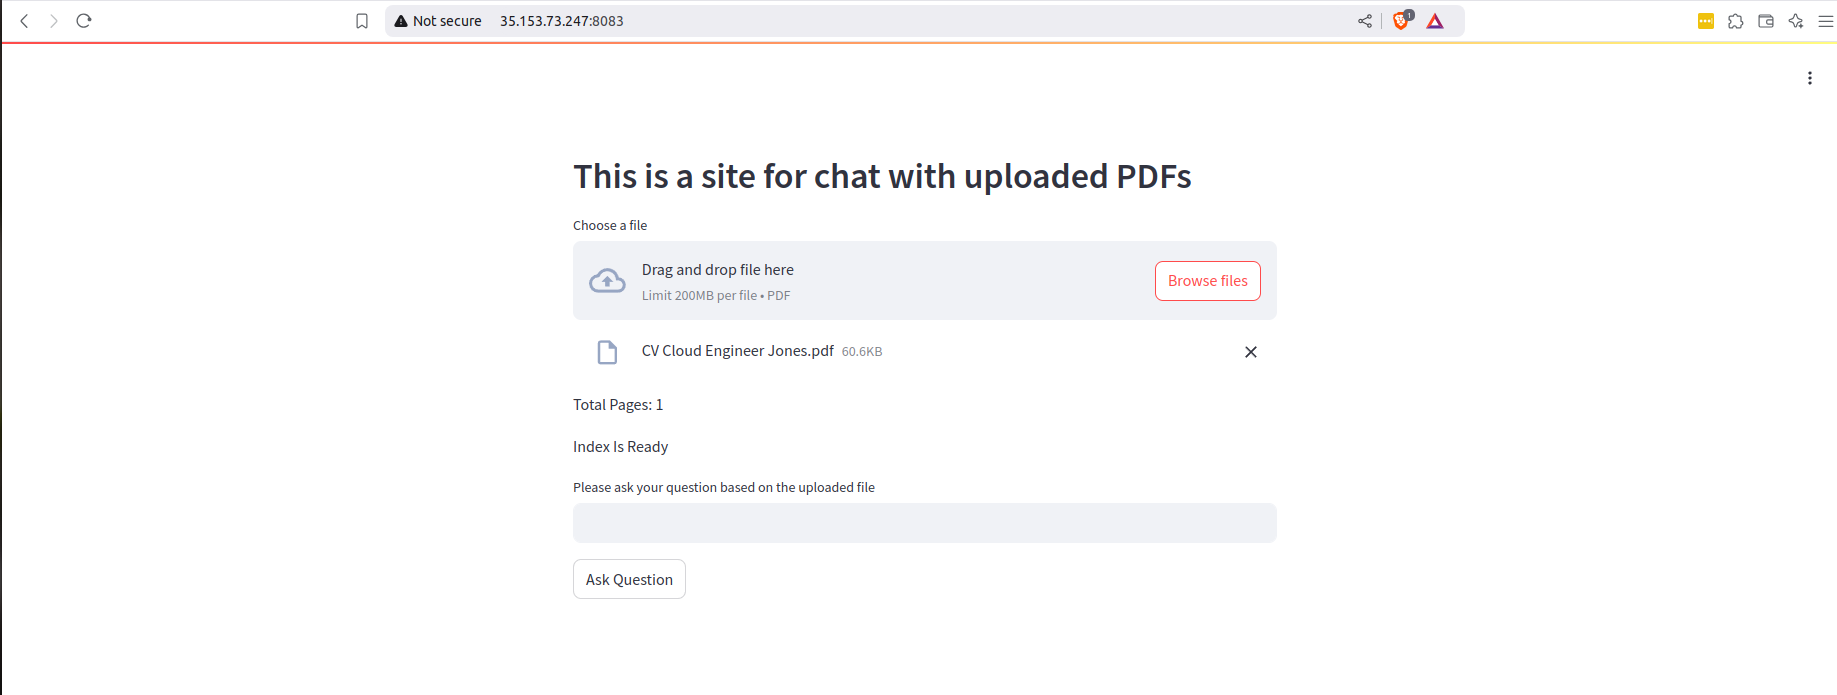 Not secure 35.153.73.247:8083
1
This is a site for chat with uploaded PDFs
Choose a file
Drag and drop file here
Limit 200MB per file • PDF
Browse files
CV Cloud Engineer Jones.pdf 60.6KB
Total Pages: 1
Index Is Ready
Please ask your question based on the uploaded file
Ask Question